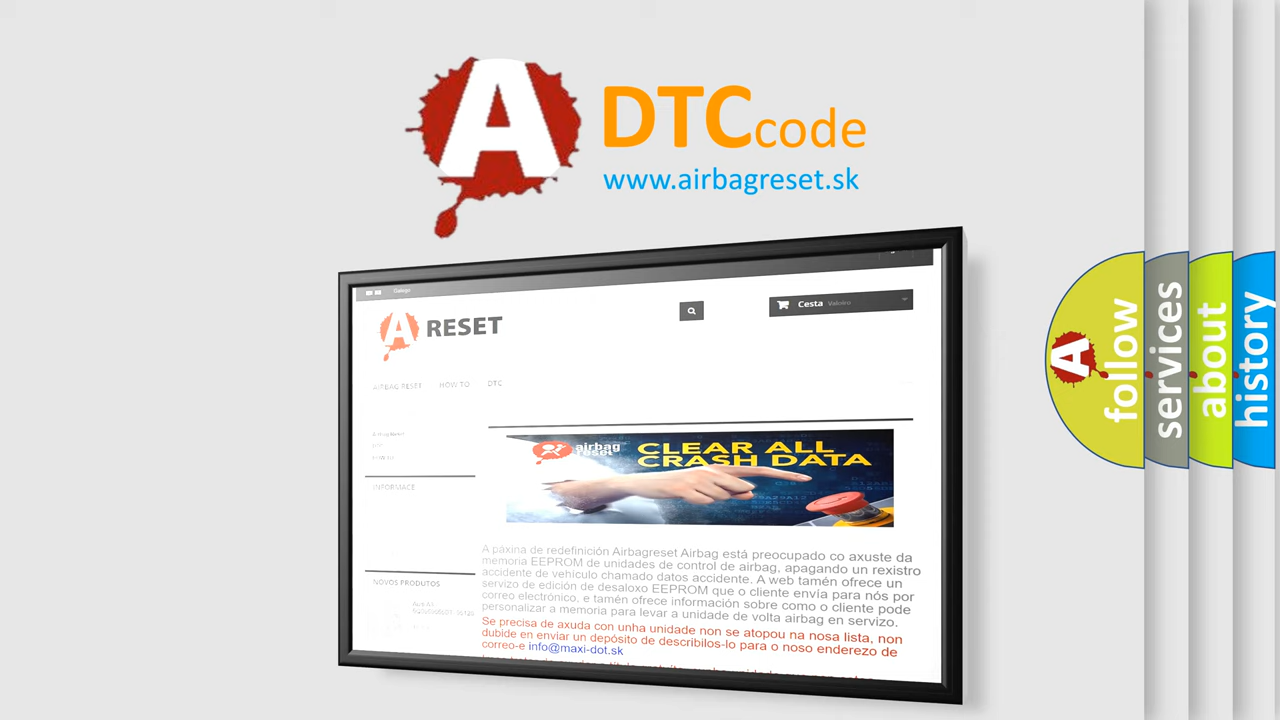 A DTCcode
www.airbagreset.sk
Galego
A RESET
Cesta Valeiro
AIRBAG RESET HOW TO DTC
INFORMACE
NOVOS PRODUTOS
airbag reset
CLEAR ALL
CRASH DATA
A páxina de redefinición Airbagreset Airbag está preocupado co axuste da
memoria EEPROM de unidades de control de airbag, apagando un rexistro
accidente de vehículo chamado datos accidente. A web tamén ofrece un
servizo de edición de desaloxo EEPROM que o cliente envía para nós por
correo electrónico, e tamén ofrece información sobre como o cliente pode
personalizar a memoria para levar a unidade de volta airbag en servizo.
Se precisa de axuda con unha unidade non se atopou na nosa lista, non
dubide en enviar un depósito de describilos-lo para o noso enderezo de
correo-e info@maxi-dot.sk
A
follow
services
about
history